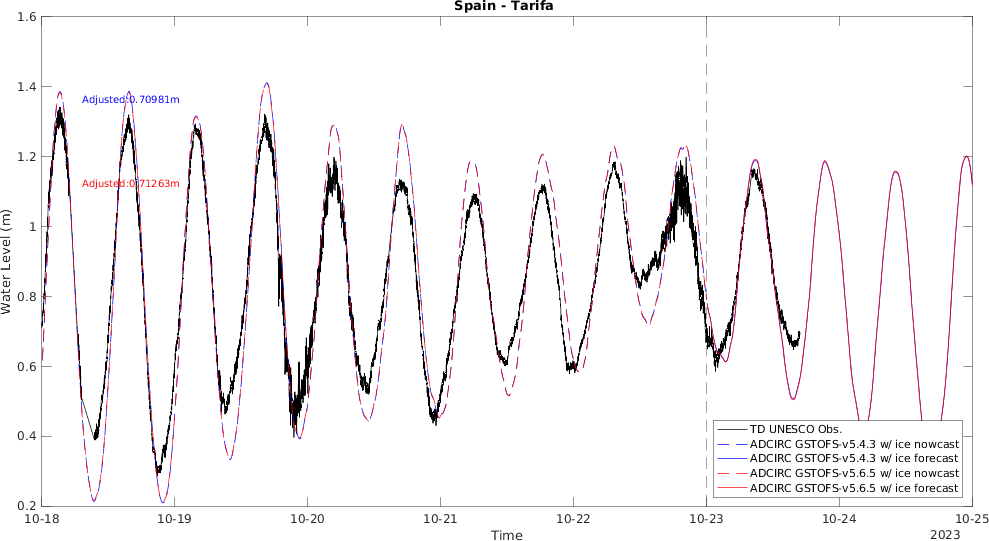 Spain - Tarifa
1.6
1.4
1.2
1
0.8
0.6
0.4
0.2
Water Level (m)
Adjusted:0.70981m
Adjusted:0.71263m
TD UNESCO Obs.
ADCIRC GSTOFS-v5.4.3 w/ ice nowcast
ADCIRC GSTOFS-v5.4.3 w/ ice forecast
ADCIRC GSTOFS-v5.6.5 w/ ice nowcast
ADCIRC GSTOFS-v5.6.5 w/ ice forecast
10-18
10-19
10-20
10-21
10-22
10-23
10-24
10-25
Time
2023